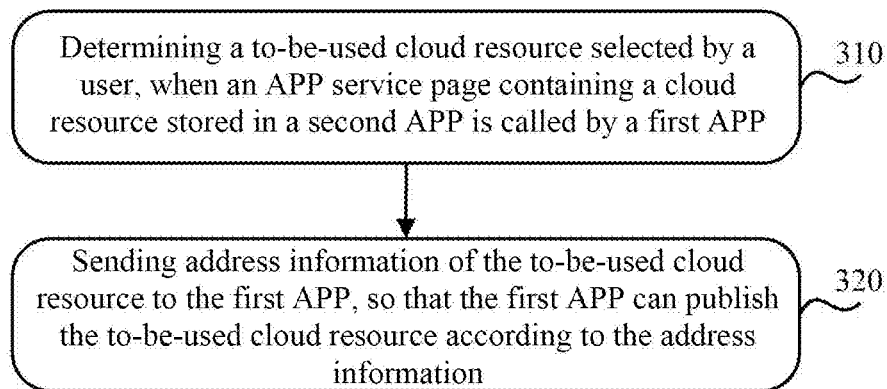 Determining a to-be-used cloud resource selected by a
user, when an APP service page containing a cloud
resource stored in a second APP is called by a first APP
310
Sending address information of the to-be-used cloud
resource to the first APP, so that the first APP can publish
the to-be-used cloud resource according to the address
information
320